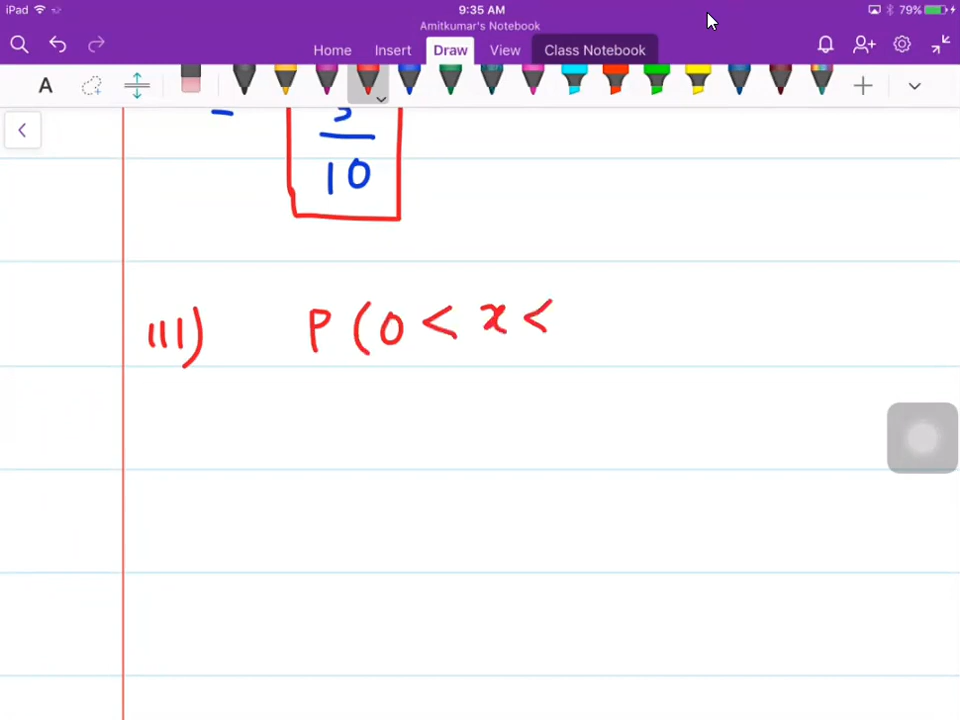 iPad 9:35 AM 79%
Amitkumar's Notebook
Home Insert Draw View Class Notebook
A
=
10
III) P(0 < x <